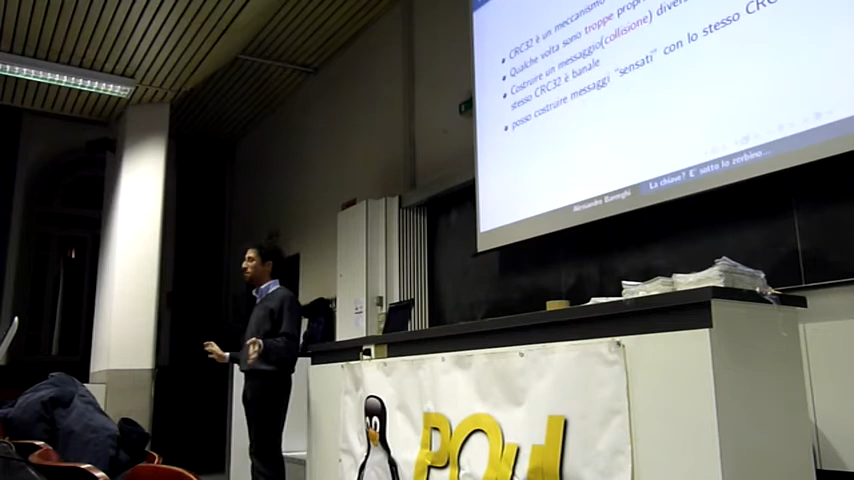 CRC32 è un meccanismo
Qualche volta sono troppe propri
Costruire un messaggio(collisione) divers
stesso CRC32 è banale
posso costruire messaggi "sensati" con lo stesso CRC
Alessandro Barenghi
La chiave? E' sotto lo zerbino...
POuL